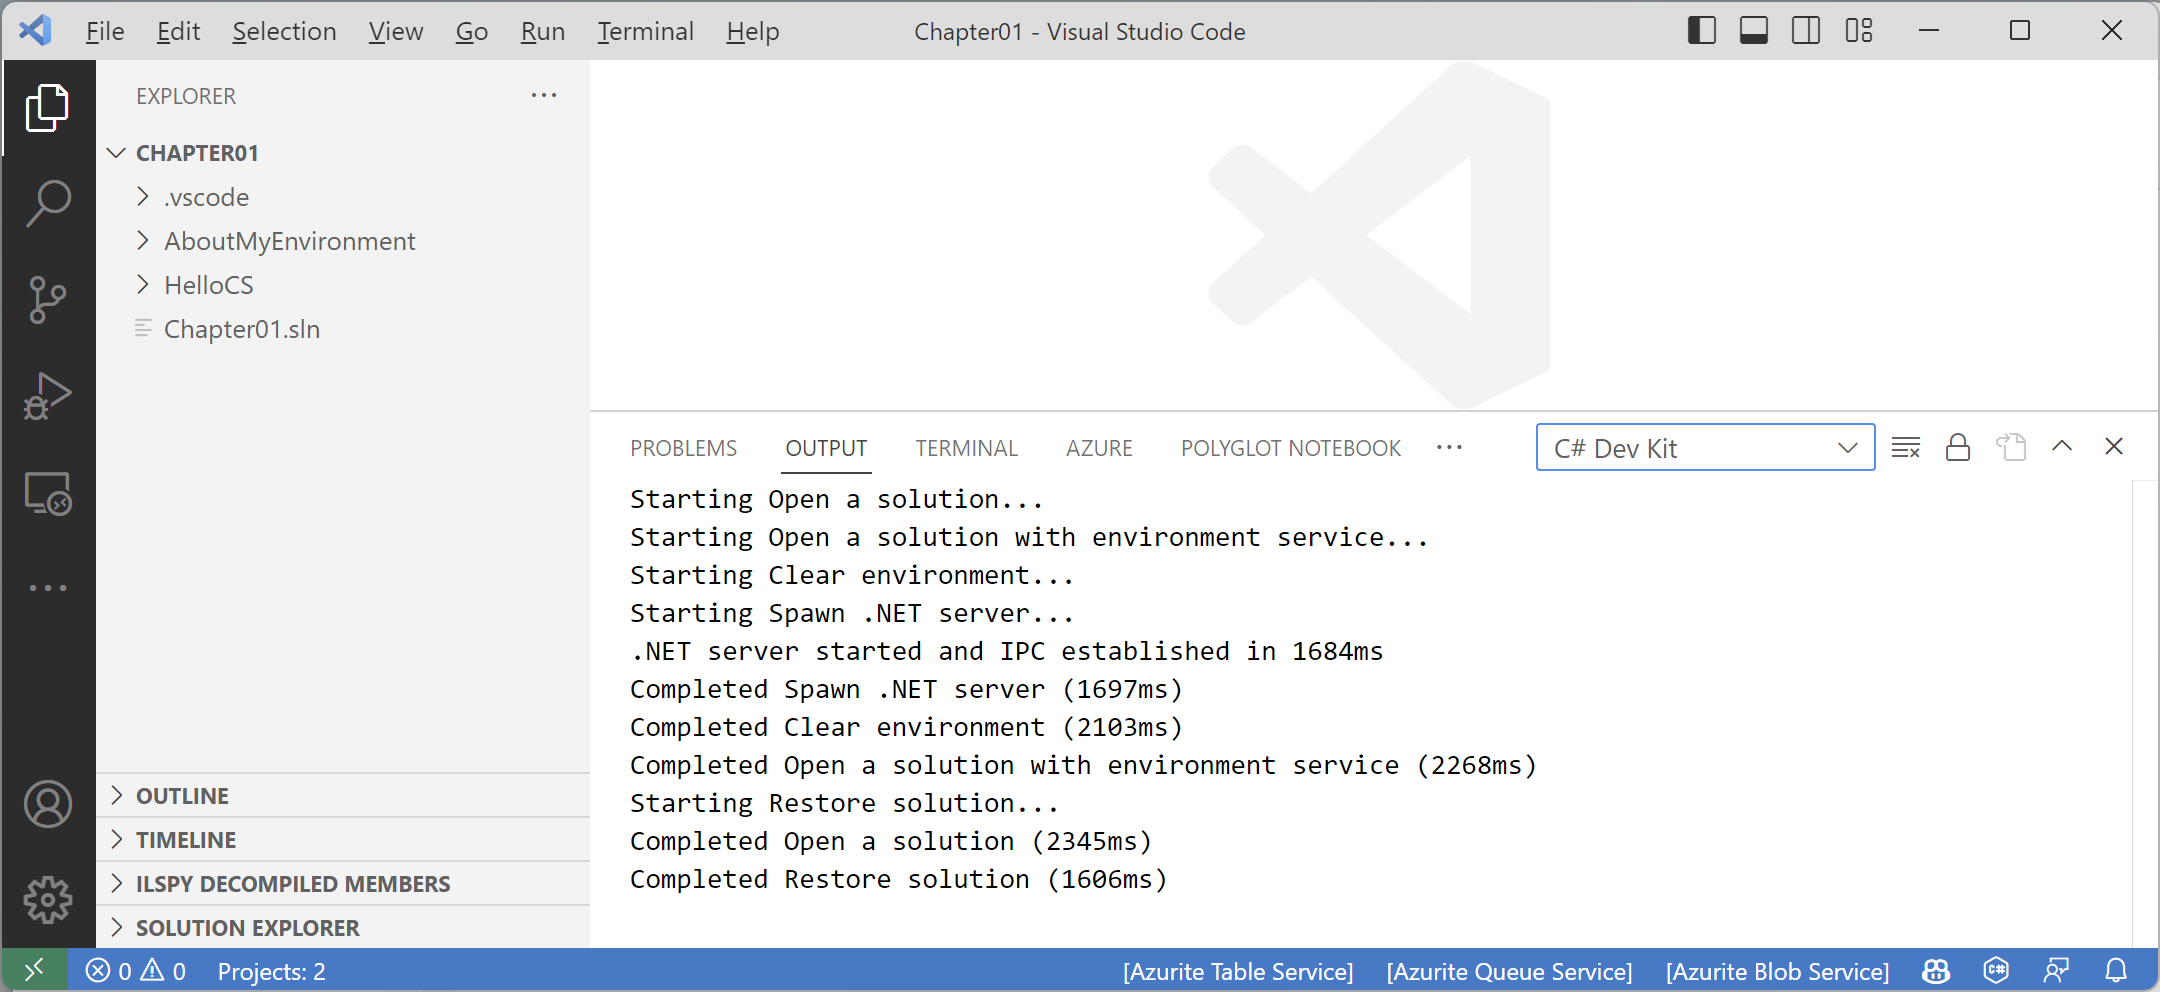 File Edit Selection View Go Run Terminal Help Chapter01 - Visual Studio Code
EXPLORER
CHAPTER01
.vscode
AboutMyEnvironment
HelloCS
Chapter01.sln
OUTLINE
TIMELINE
ILSPY DECOMPILED MEMBERS
SOLUTION EXPLORER
PROBLEMS OUTPUT TERMINAL AZURE POLYGLOT NOTEBOOK ··· C# Dev Kit
Starting Open a solution...
Starting Open a solution with environment service...
Starting Clear environment...
Starting Spawn .NET server...
.NET server started and IPC established in 1684ms
Completed Spawn .NET server (1697ms)
Completed Clear environment (2103ms)
Completed Open a solution with environment service (2268ms)
Starting Restore solution...
Completed Open a solution (2345ms)
Completed Restore solution (1606ms)
0 0 Projects: 2 [Azurite Table Service] [Azurite Queue Service] [Azurite Blob Service] C#